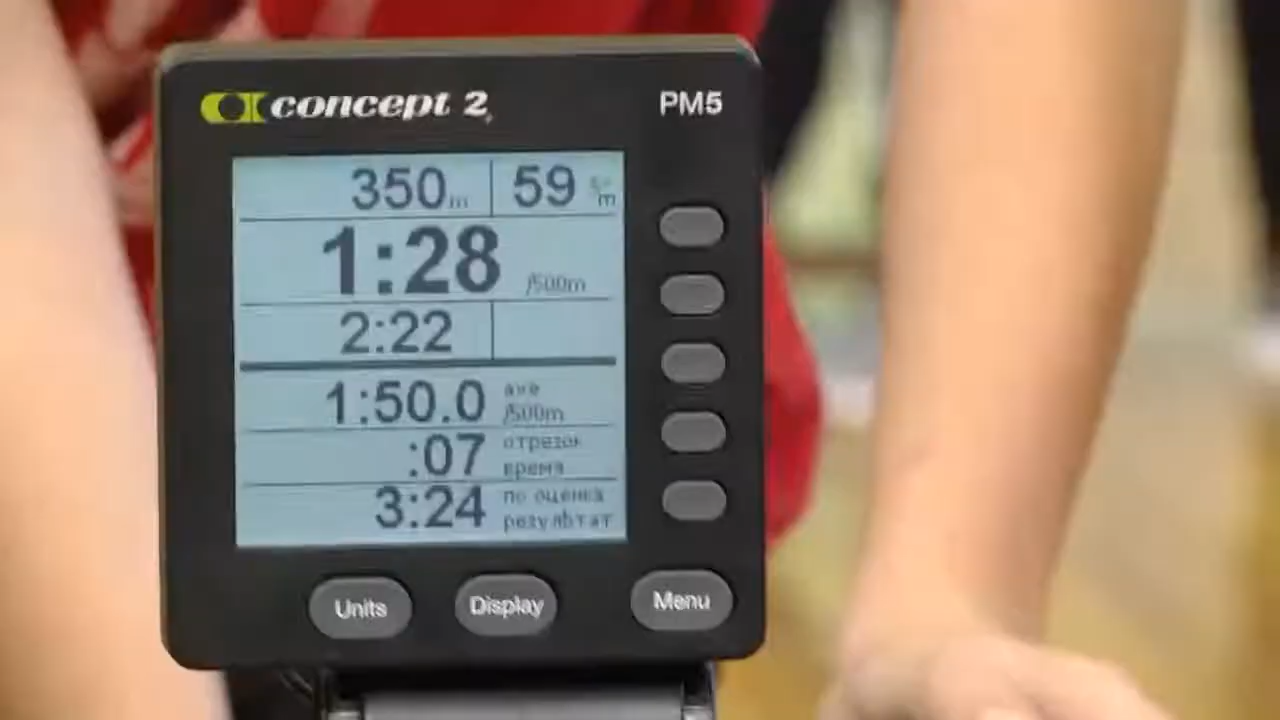 concept 2 PM5
350 m 59 s/m
1:28 /500m
2:22
1:50.0 ave /500m
:07 отрезок время
3:24 по оценка результат
Units Display Menu